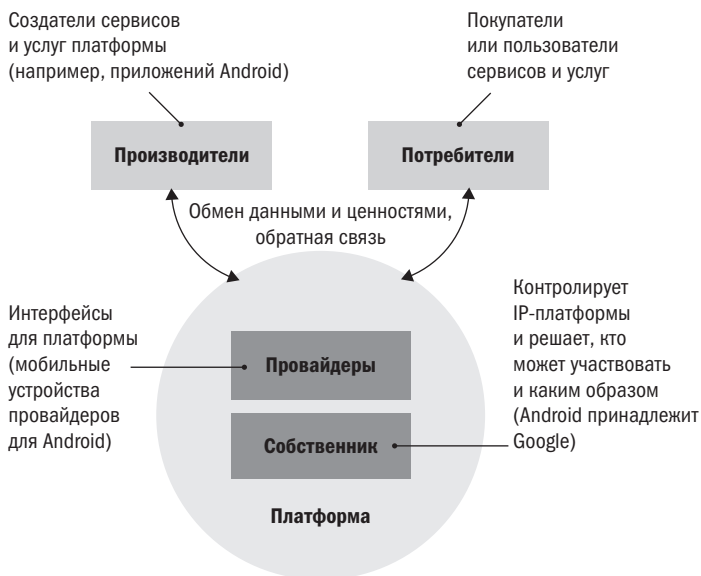 Создатели сервисов
и услуг платформы
(например, приложений Android)
Покупатели
или пользователи
сервисов и услуг
Производители
Потребители
Обмен данными и ценностями,
обратная связь
Интерфейсы
для платформы
(мобильные
устройства
провайдеров
для Android)
Контролирует
IP-платформы
и решает, кто
может участвовать
и каким образом
(Android принадлежит
Google)
Провайдеры
Собственник
Платформа